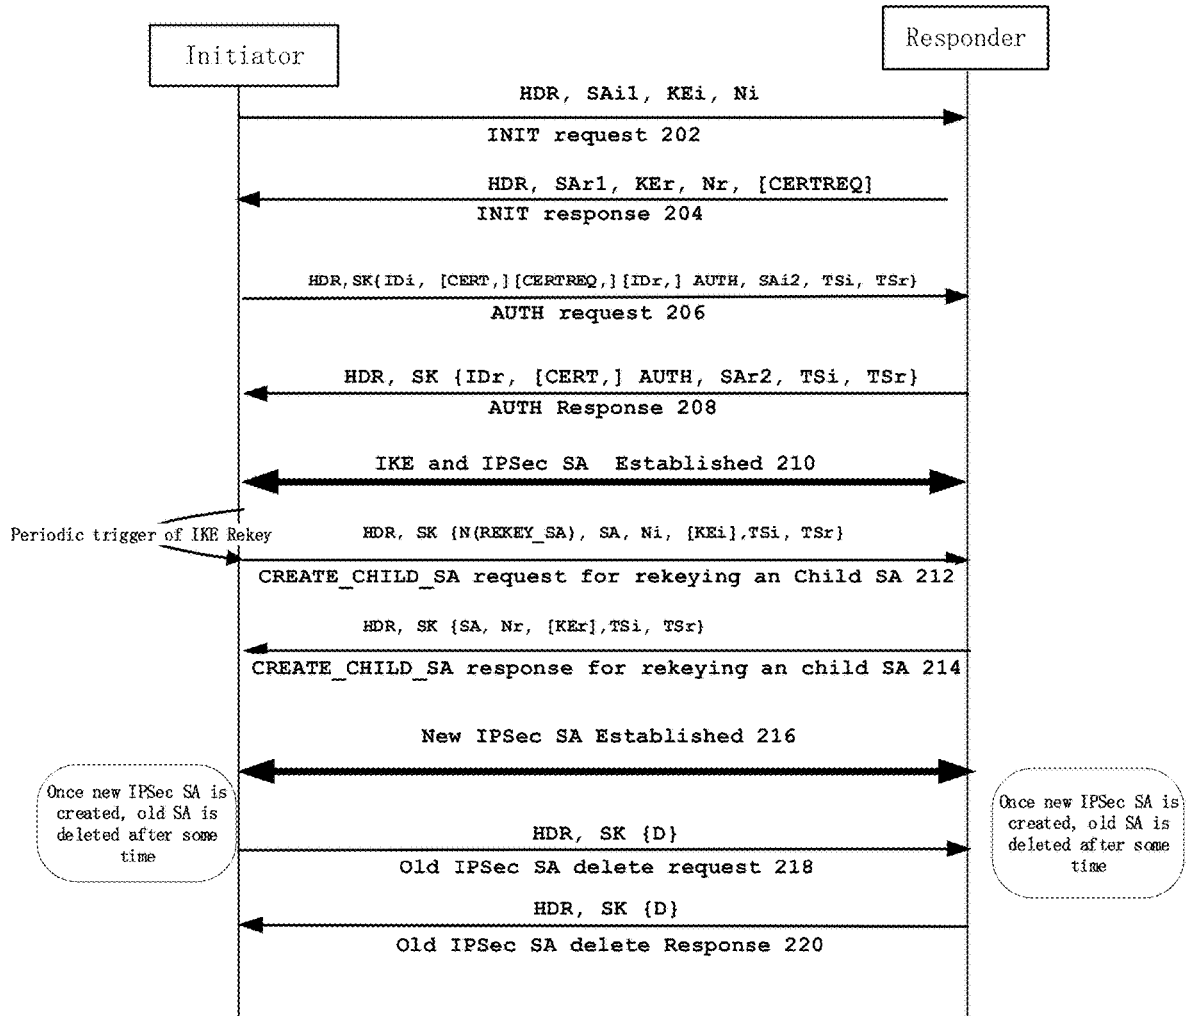 Initiator
Responder
HDR, SAi1, KEi, Ni
INIT request 202
HDR, SAr1, KEr, Nr, [CERTREQ]
INIT response 204
HDR,SK{IDi, [CERT,][CERTREQ,][IDr,] AUTH, SAi2, TSi, TSr}
AUTH request 206
HDR, SK {IDr, [CERT,] AUTH, SAr2, TSi, TSr}
AUTH Response 208
IKE and IPSec SA Established 210
Periodic trigger of IKE Rekey
HDR, SK {N(REKEY_SA), SA, Ni, [KEi],TSi, TSr}
CREATE_CHILD_SA request for rekeying an Child SA 212
HDR, SK {SA, Nr, [KEr],TSi, TSr}
CREATE_CHILD_SA response for rekeying an child SA 214
New IPSec SA Established 216
Once new IPSec SA is
created, old SA is
deleted after some
time
Once new IPSec SA is
created, old SA is
deleted after some
time
HDR, SK {D}
Old IPSec SA delete request 218
HDR, SK {D}
Old IPSec SA delete Response 220